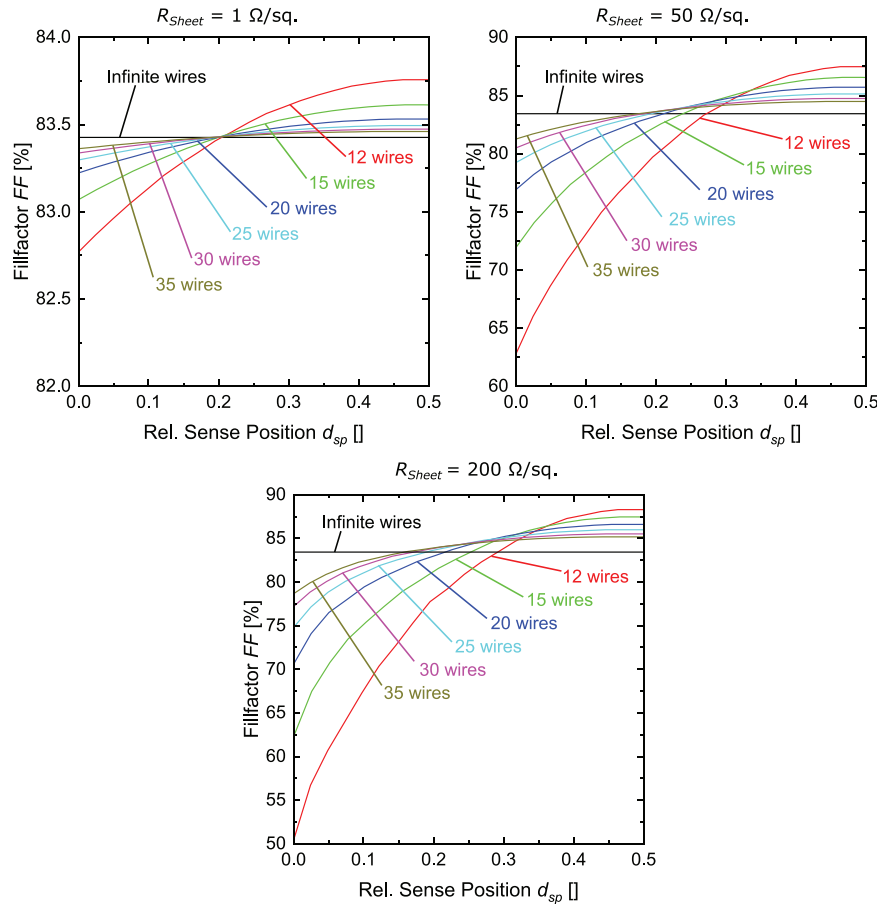 R_Sheet = 1 Ω/sq.
84.0
83.5
83.0
82.5
82.0
Fillfactor FF [%]
Infinite wires
12 wires
15 wires
20 wires
25 wires
30 wires
35 wires
0.0 0.1 0.2 0.3 0.4 0.5
Rel. Sense Position d_sp []
R_Sheet = 50 Ω/sq.
90
85
80
75
70
65
60
Fillfactor FF [%]
Infinite wires
12 wires
15 wires
20 wires
25 wires
30 wires
35 wires
0.0 0.1 0.2 0.3 0.4 0.5
Rel. Sense Position d_sp []
R_Sheet = 200 Ω/sq.
90
85
80
75
70
65
60
55
50
Fillfactor FF [%]
Infinite wires
12 wires
15 wires
20 wires
25 wires
30 wires
35 wires
0.0 0.1 0.2 0.3 0.4 0.5
Rel. Sense Position d_sp []